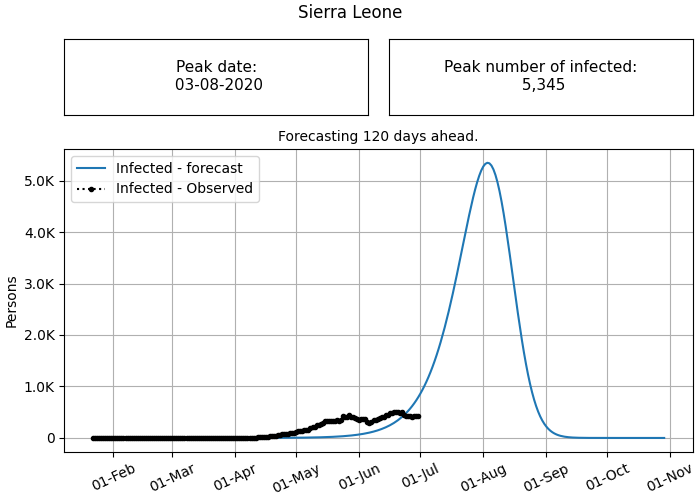 Sierra Leone
Peak date:
03-08-2020
Peak number of infected:
5,345
Forecasting 120 days ahead.
Infected - forecast
Infected - Observed
5.0K
4.0K
3.0K
2.0K
1.0K
0
Persons
01-Feb
01-Mar
01-Apr
01-May
01-Jun
01-Jul
01-Aug
01-Sep
01-Oct
01-Nov